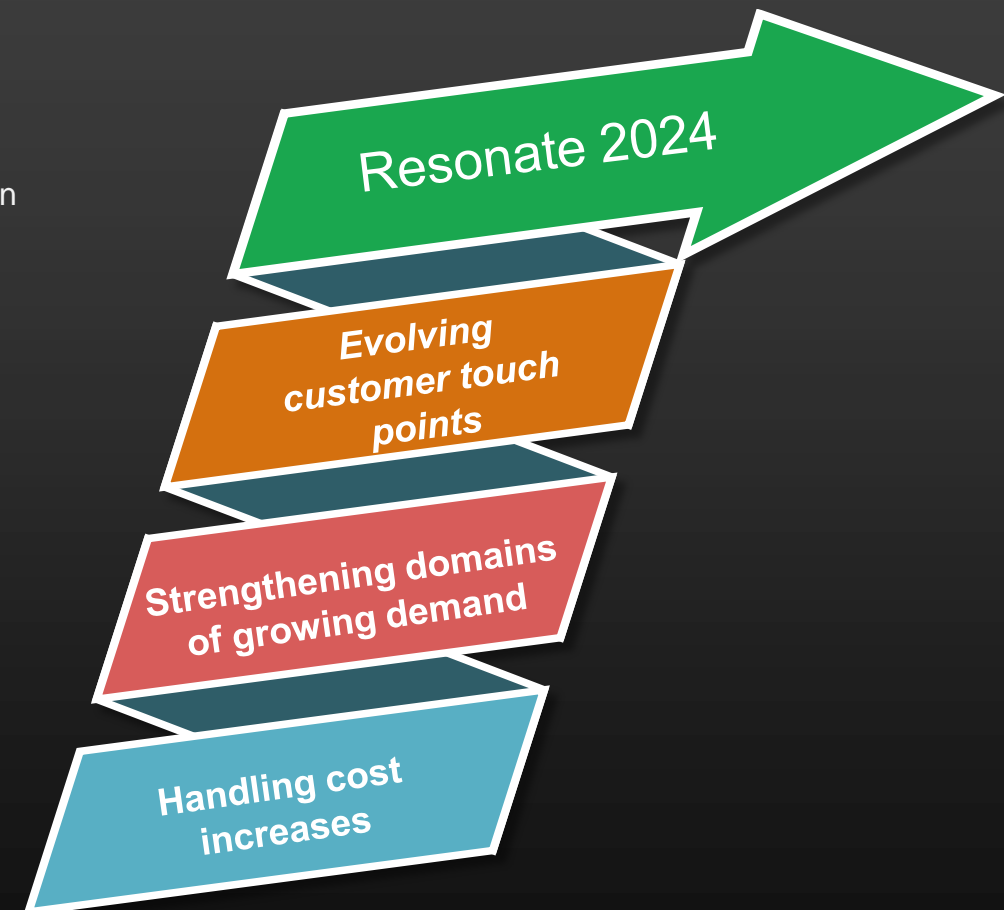 Resonate 2024
n
Evolving
customer touch
points
Strengthening domains
of growing demand
Handling cost
increases